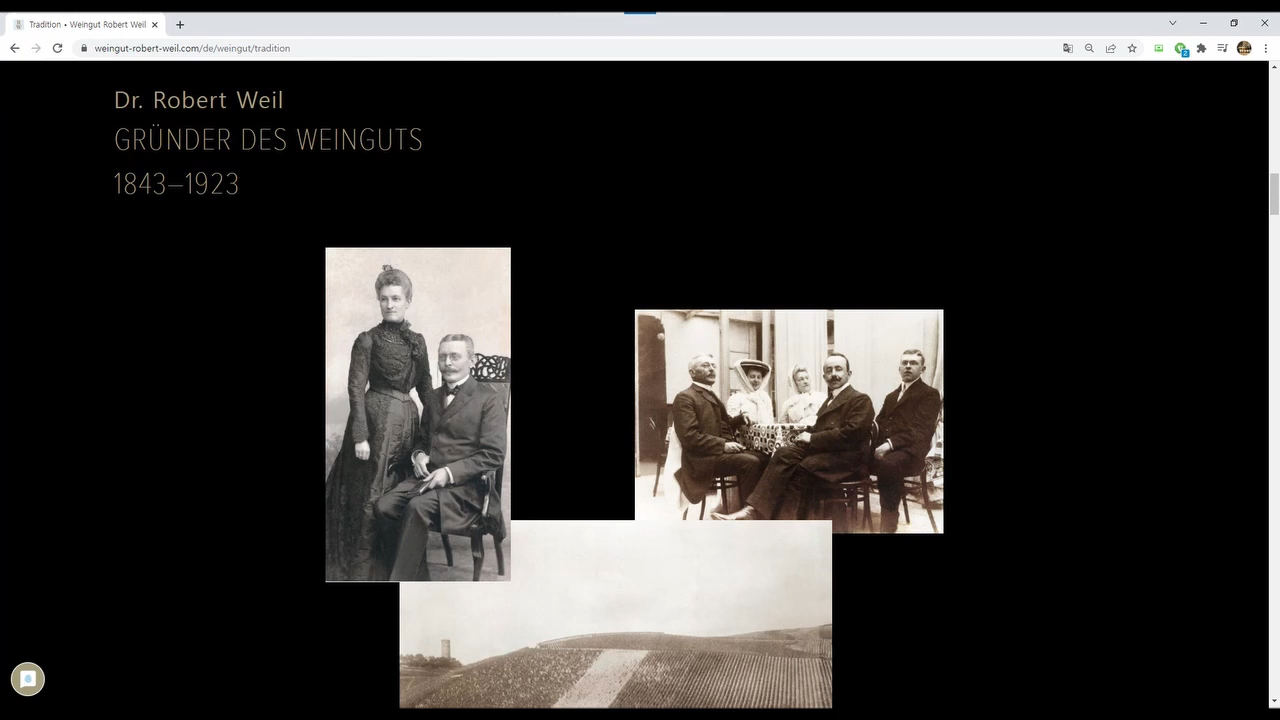 Tradition • Weingut Robert Weil
weingut-robert-weil.com/de/weingut/tradition
Dr. Robert Weil
GRÜNDER DES WEINGUTS
1843–1923